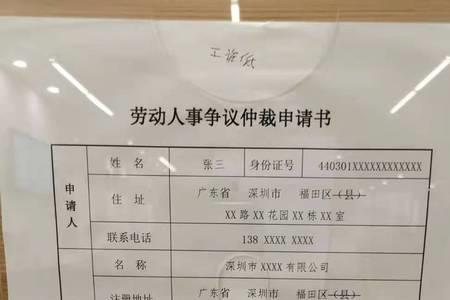 工资低
劳动人事争议仲裁申请书
申请人
姓 名 张三 身份证号 440301XXXXXXXXXXXX
住 址 广东省 深圳市 福田区（县）
XX 路 XX 花园 XX 栋 XX 室
联系电话 138 XXXX XXXX
名 称 深圳市 XXXX 有限公司
注册地址 广东省 深圳市 福田区（县）